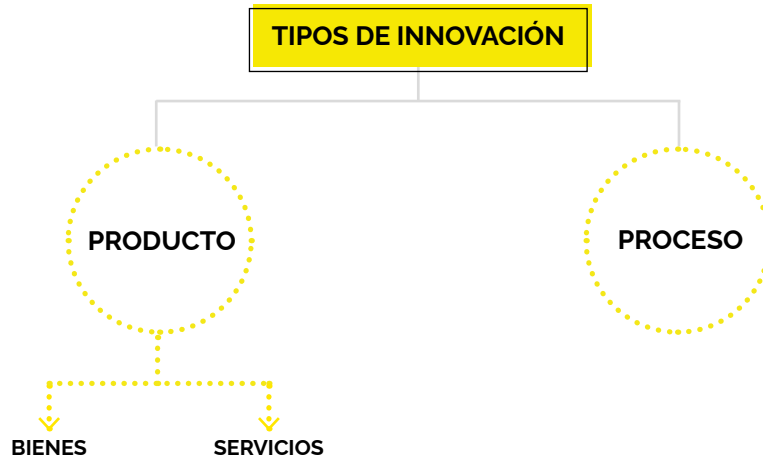 TIPOS DE INNOVACIÓN
PRODUCTO
PROCESO
BIENES
SERVICIOS